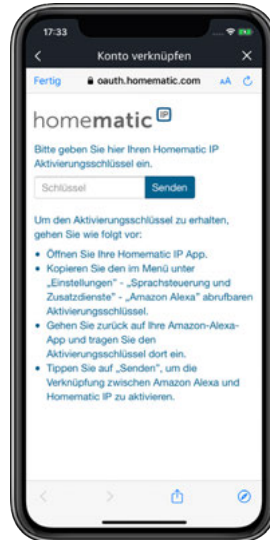 17:33
Konto verknüpfen
Fertig oauth.homematic.com AA
homematic IP
Bitte geben Sie hier Ihren Homematic IP
Aktivierungsschlüssel ein.
Schlüssel Senden
Um den Aktivierungsschlüssel zu erhalten,
gehen Sie wie folgt vor:
• Öffnen Sie Ihre Homematic IP App.
• Kopieren Sie den im Menü unter
„Einstellungen" - „Sprachsteuerung und
Zusatzdienste" - „Amazon Alexa" abrufbaren
Aktivierungsschlüssel.
• Gehen Sie zurück auf Ihre Amazon-Alexa-
App und tragen Sie den
Aktivierungsschlüssel dort ein.
• Tippen Sie auf „Senden", um die
Verknüpfung zwischen Amazon Alexa und
Homematic IP zu aktivieren.